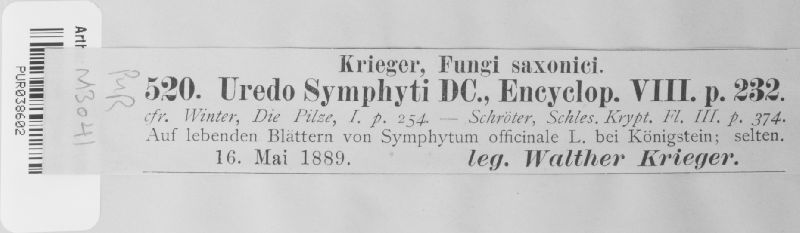 Krieger, Fungi saxonici.
520. Uredo Symphyti DC., Encyclop. VIII. p. 232.
cfr. Winter, Die Pilze, I. p. 254. — Schröter, Schles. Krypt. Fl. III. p. 374.
Auf lebenden Blättern von Symphytum officinale L. bei Königstein; selten.
16. Mai 1889.
leg. Walther Krieger.
PUR038602
Arth
M3041